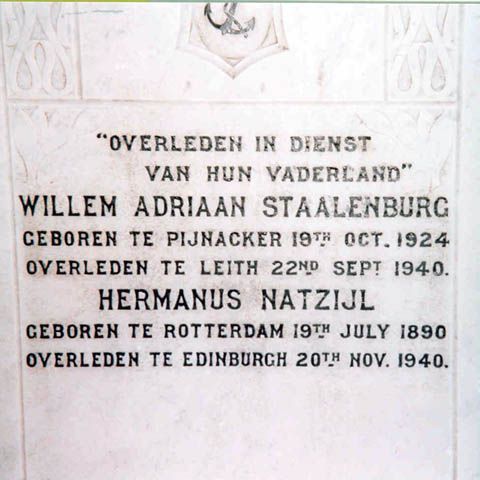 "OVERLEDEN IN DIENST
VAN HUN VADERLAND"
WILLEM ADRIAAN STAALENBURG
GEBOREN TE PIJNACKER 19TH OCT. 1924
OVERLEDEN TE LEITH 22ND SEPT 1940.
HERMANUS NATZIJL
GEBOREN TE ROTTERDAM 19TH JULY 1890
OVERLEDEN TE EDINBURGH 20TH NOV. 1940.